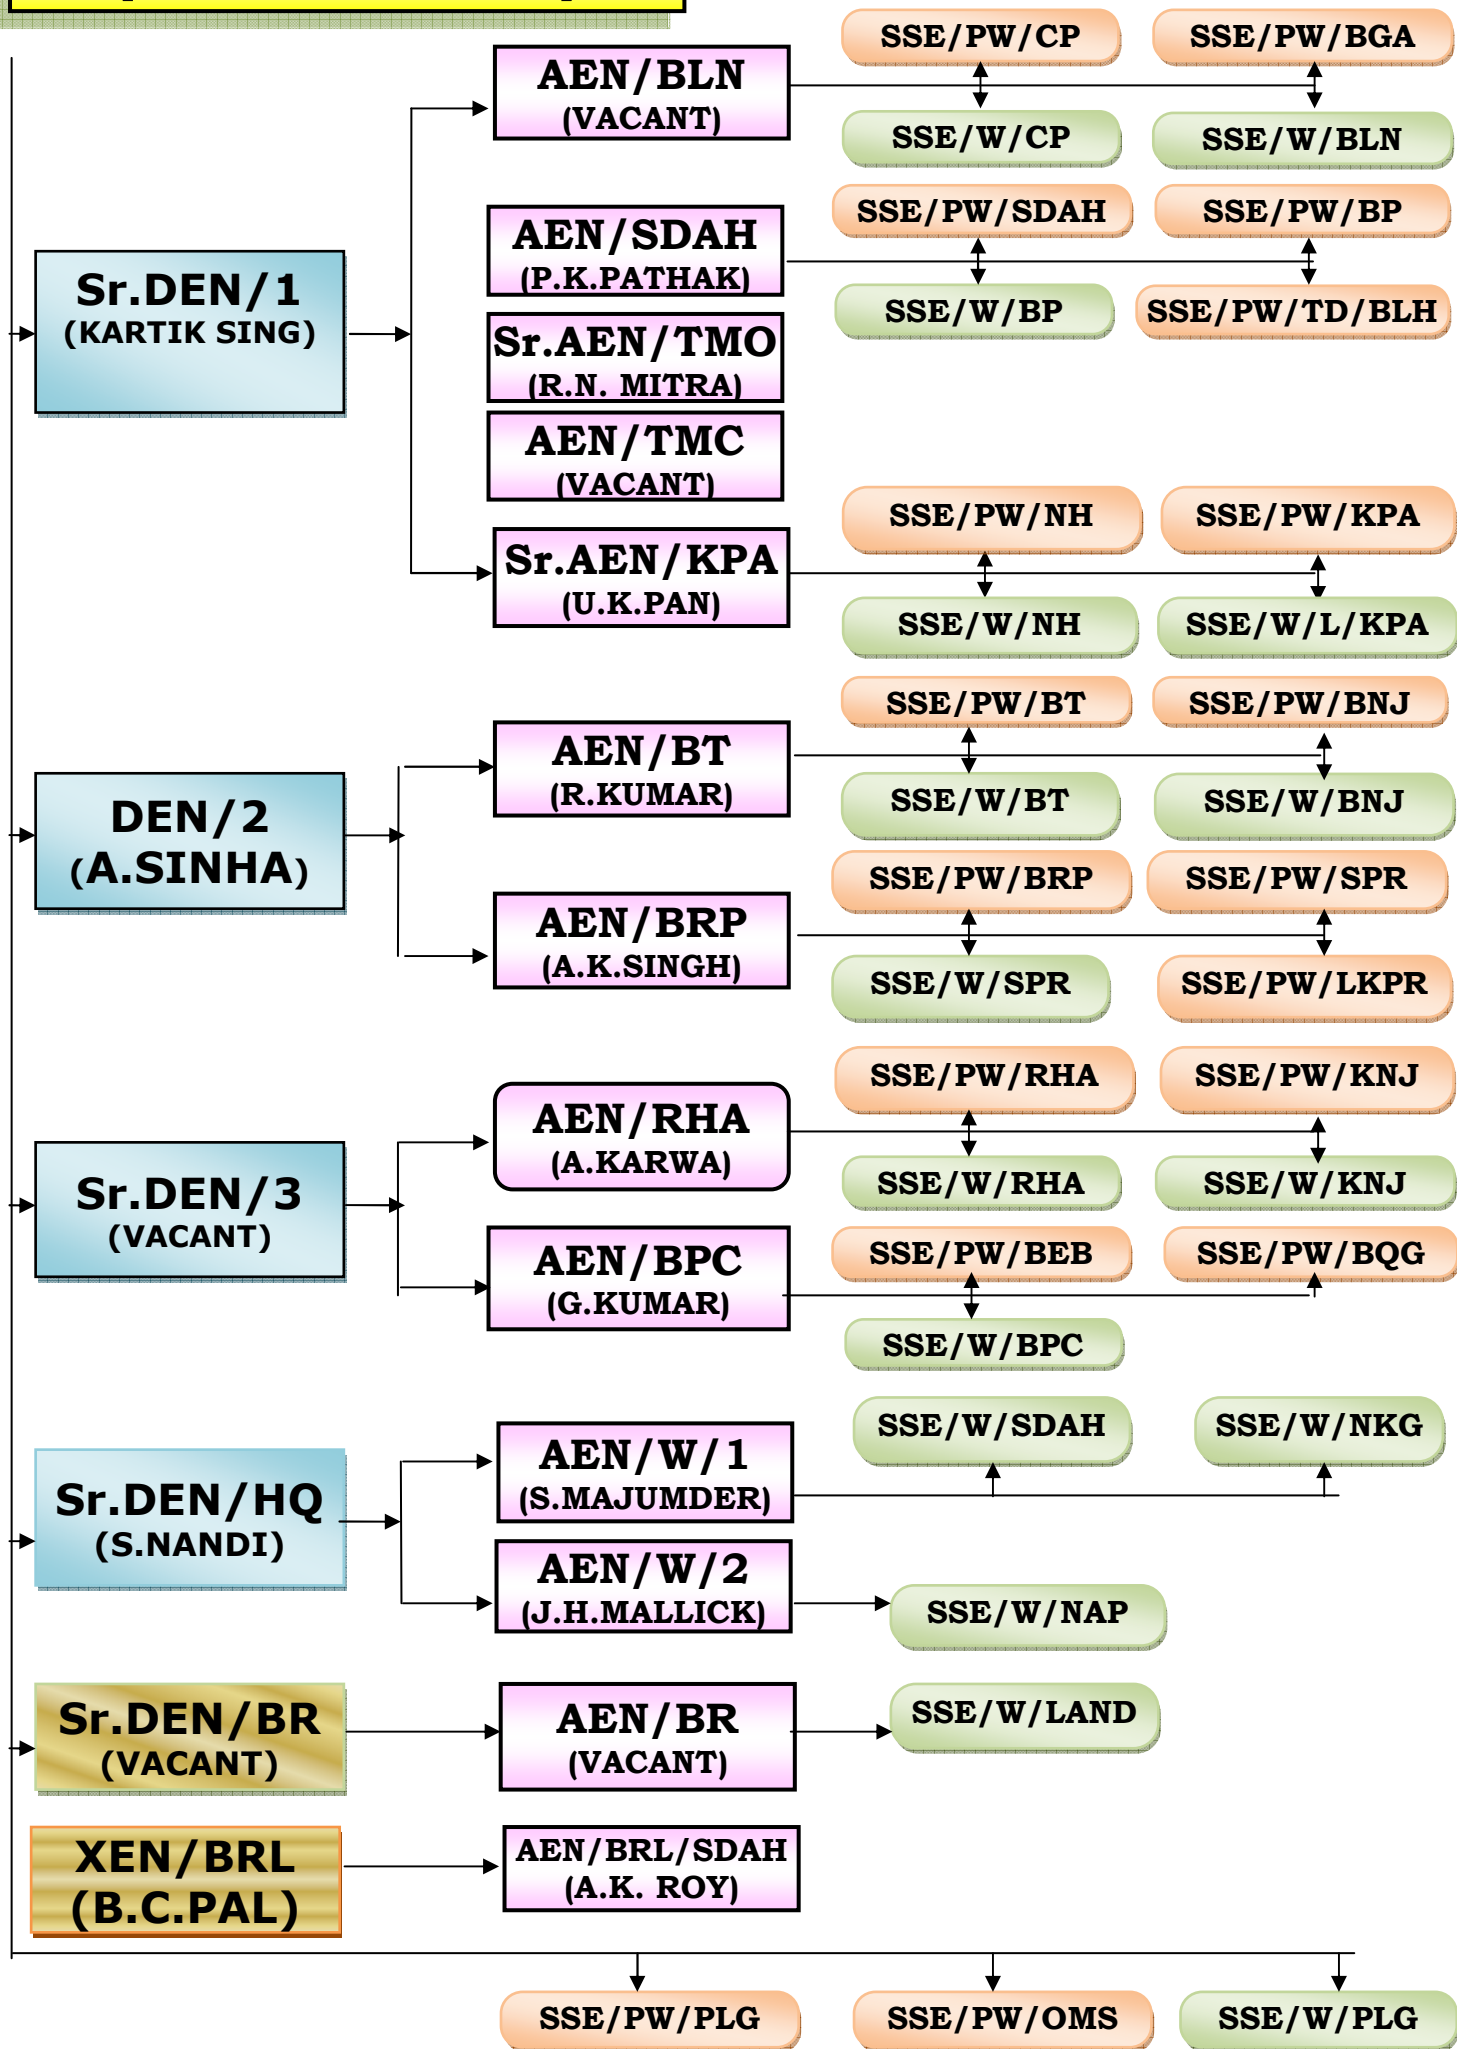 SSE/PW/CP
SSE/PW/BGA
AEN/BLN
(VACANT)
SSE/W/CP
SSE/W/BLN
SSE/PW/SDAH
SSE/PW/BP
AEN/SDAH
(P.K.PATHAK)
SSE/W/BP
SSE/PW/TD/BLH
Sr.DEN/1
(KARTIK SING)
Sr.AEN/TMO
(R.N. MITRA)
AEN/TMC
(VACANT)
SSE/PW/NH
SSE/PW/KPA
Sr.AEN/KPA
(U.K.PAN)
SSE/W/NH
SSE/W/L/KPA
SSE/PW/BT
SSE/PW/BNJ
AEN/BT
(R.KUMAR)
SSE/W/BT
SSE/W/BNJ
DEN/2
(A.SINHA)
SSE/PW/BRP
SSE/PW/SPR
AEN/BRP
(A.K.SINGH)
SSE/W/SPR
SSE/PW/LKPR
SSE/PW/RHA
SSE/PW/KNJ
AEN/RHA
(A.KARWA)
SSE/W/RHA
SSE/W/KNJ
Sr.DEN/3
(VACANT)
SSE/PW/BEB
SSE/PW/BQG
AEN/BPC
(G.KUMAR)
SSE/W/BPC
SSE/W/SDAH
SSE/W/NKG
AEN/W/1
(S.MAJUMDER)
Sr.DEN/HQ
(S.NANDI)
AEN/W/2
(J.H.MALLICK)
SSE/W/NAP
Sr.DEN/BR
(VACANT)
AEN/BR
(VACANT)
SSE/W/LAND
XEN/BRL
(B.C.PAL)
AEN/BRL/SDAH
(A.K. ROY)
SSE/PW/PLG
SSE/PW/OMS
SSE/W/PLG